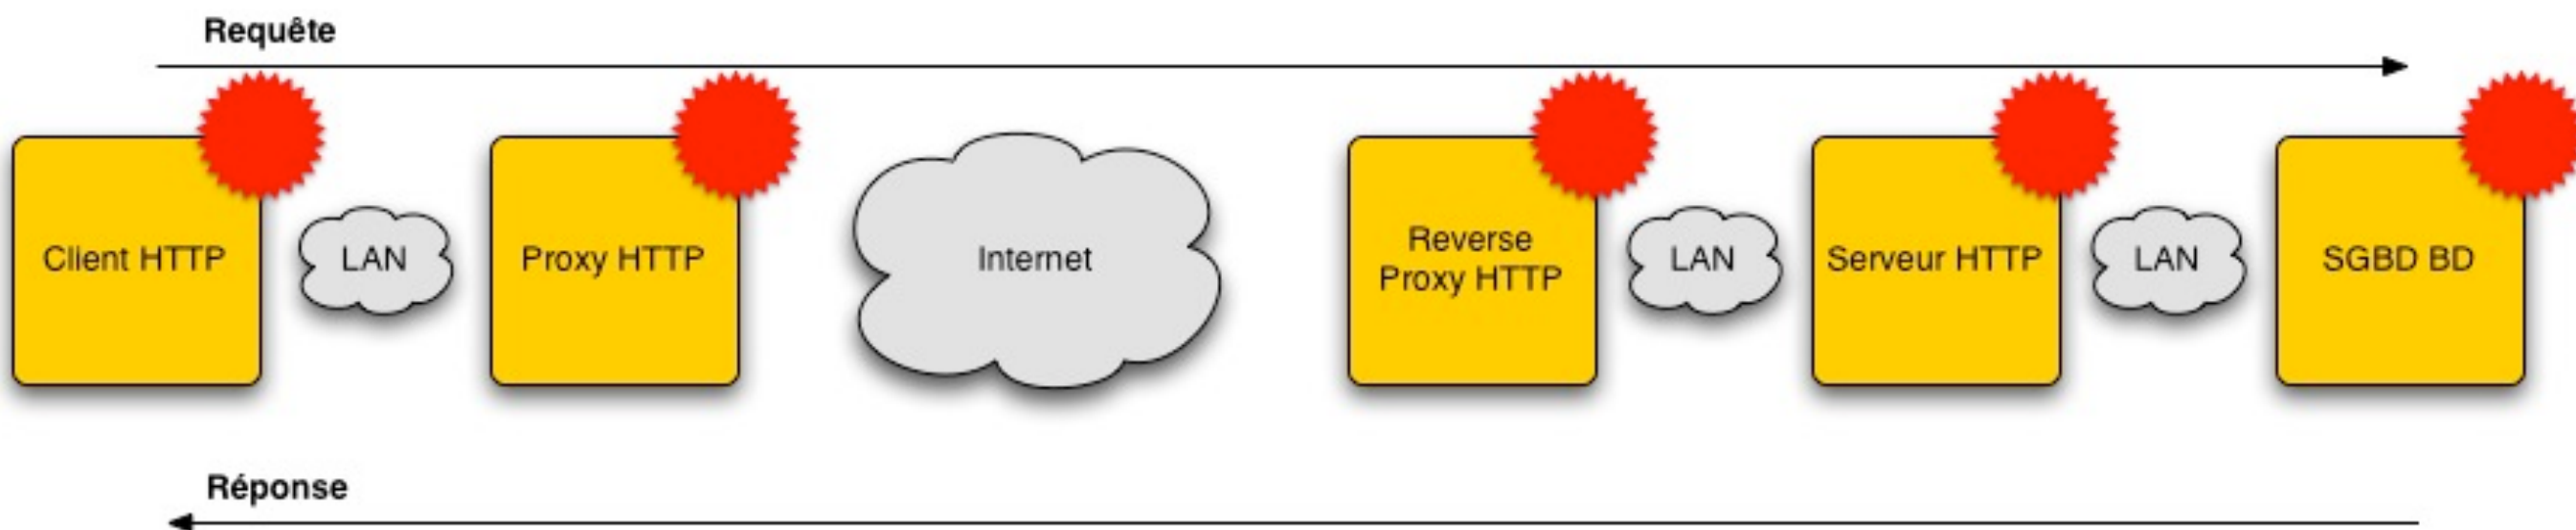 Requête
Client HTTP
LAN
Proxy HTTP
Internet
Reverse
Proxy HTTP
LAN
Serveur HTTP
LAN
SGBD BD
Réponse